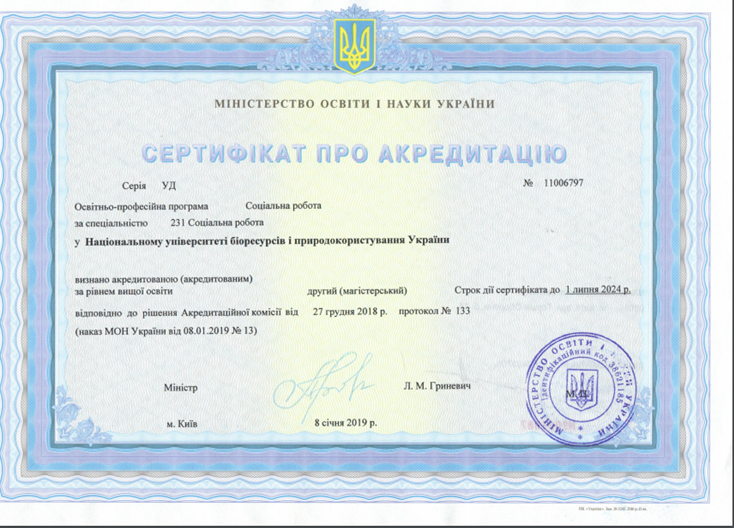 МІНІСТЕРСТВО ОСВІТИ І НАУКИ УКРАЇНИ
СЕРТИФІКАТ ПРО АКРЕДИТАЦІЮ
Серія УД № 11006797
Освітньо-професійна програма Соціальна робота
за спеціальністю 231 Соціальна робота
у Національному університеті біоресурсів і природокористування України
визнано акредитованою (акредитованим)
за рівнем вищої освіти другий (магістерський) Строк дії сертифіката до 1 липня 2024 р.
відповідно до рішення Акредитаційної комісії від 27 грудня 2018 р. протокол № 133
(наказ МОН України від 08.01.2019 № 13)
Міністр Л. М. Гриневич
М.П.
м. Київ 8 січня 2019 р.
МІНІСТЕРСТВО ОСВІТИ І НАУКИ УКРАЇНИ
Ідентифікаційний код 38621185